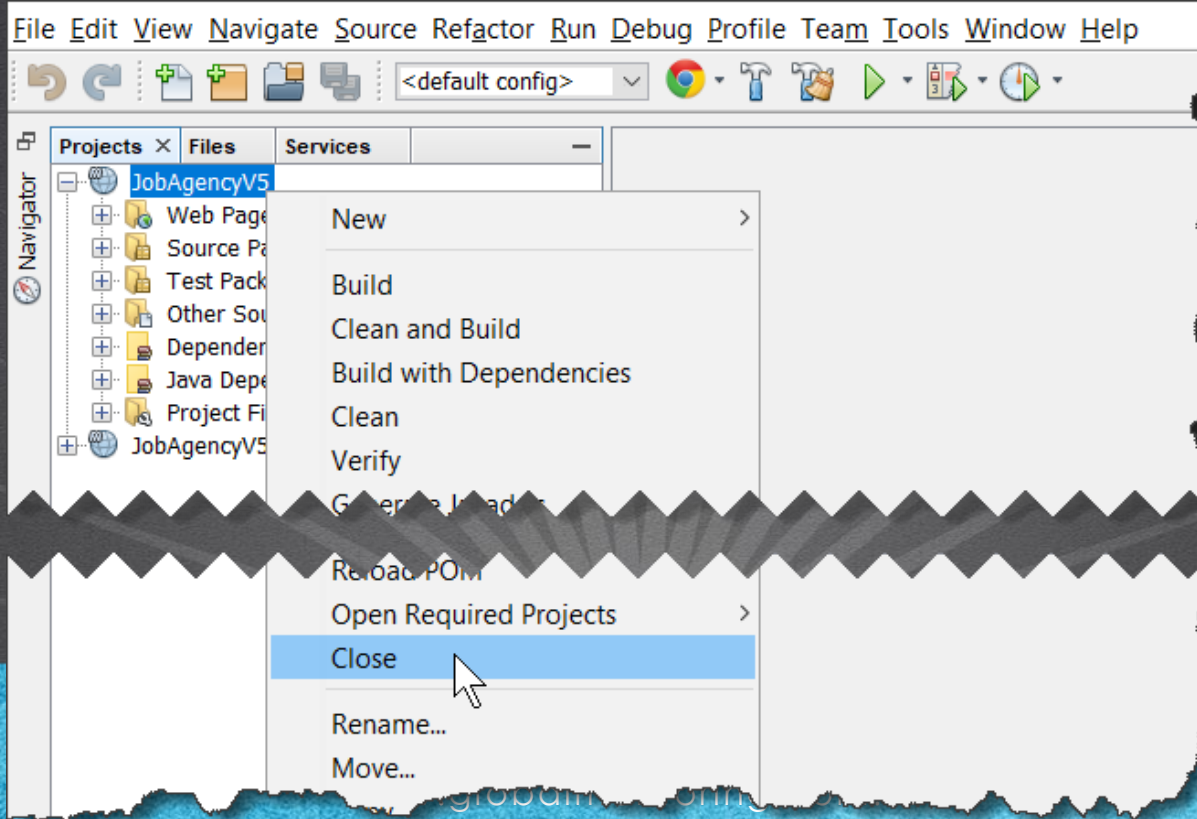 File Edit View Navigate Source Refactor Run Debug Profile Team Tools Window Help
<default config>
Projects Files Services
Navigator
JobAgencyV5
Web Page
Source Pa
Test Pack
Other Sou
Depender
Java Depe
Project Fi
JobAgencyV5
New
Build
Clean and Build
Build with Dependencies
Clean
Verify
Reload POM
Open Required Projects
Close
Rename...
Move...